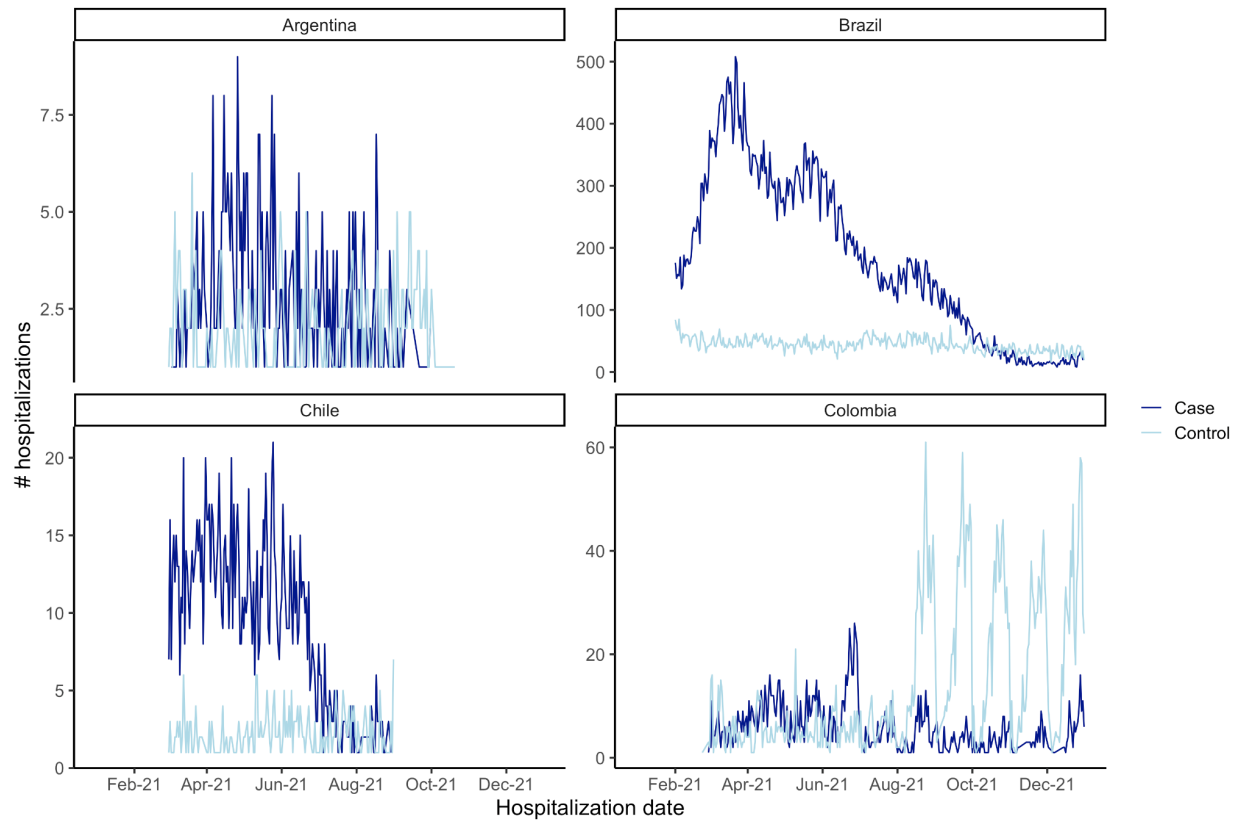 Argentina
Brazil
7.5
5.0
2.5
500
400
300
200
100
0
# hospitalizations
Chile
Colombia
20
15
10
5
0
60
40
20
0
Case
Control
Feb-21 Apr-21 Jun-21 Aug-21 Oct-21 Dec-21
Feb-21 Apr-21 Jun-21 Aug-21 Oct-21 Dec-21
Hospitalization date